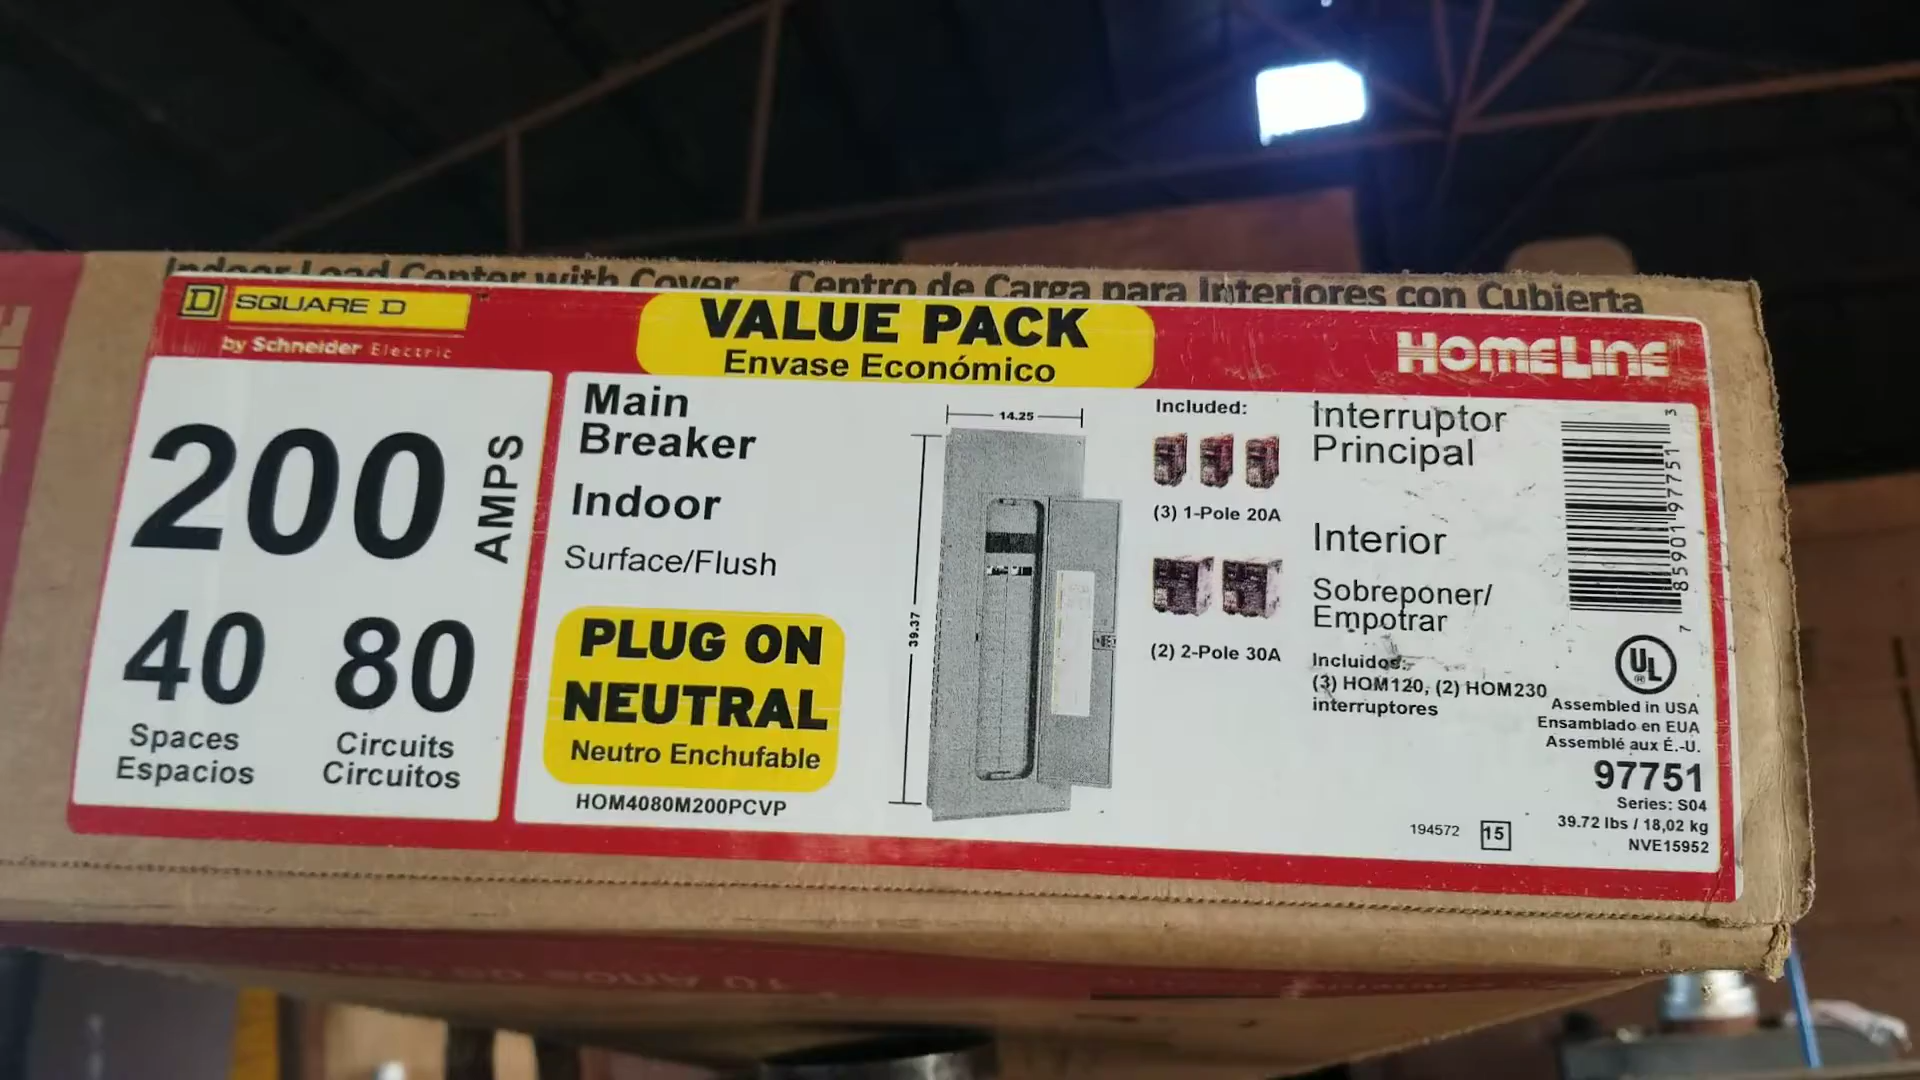 Indoor Load Center with Cover   Centro de Carga para Interiores con Cubierta
D SQUARE D
by Schneider Electric
VALUE PACK
Envase Económico
HOMELINE
200 AMPS
40
Spaces
Espacios
80
Circuits
Circuitos
Main
Breaker
Indoor
Surface/Flush
PLUG ON
NEUTRAL
Neutro Enchufable
HOM4080M200PCVP
14.25
39.37
Included:
(3) 1-Pole 20A
(2) 2-Pole 30A
Interruptor
Principal
Interior
Sobreponer/
Empotrar
Incluidos:
(3) HOM120, (2) HOM230
interruptores
7 85901 97751 3
UL
Assembled in USA
Ensamblado en EUA
Assemblé aux É.-U.
97751
Series: S04
39.72 lbs / 18,02 kg
NVE15952
194572 15